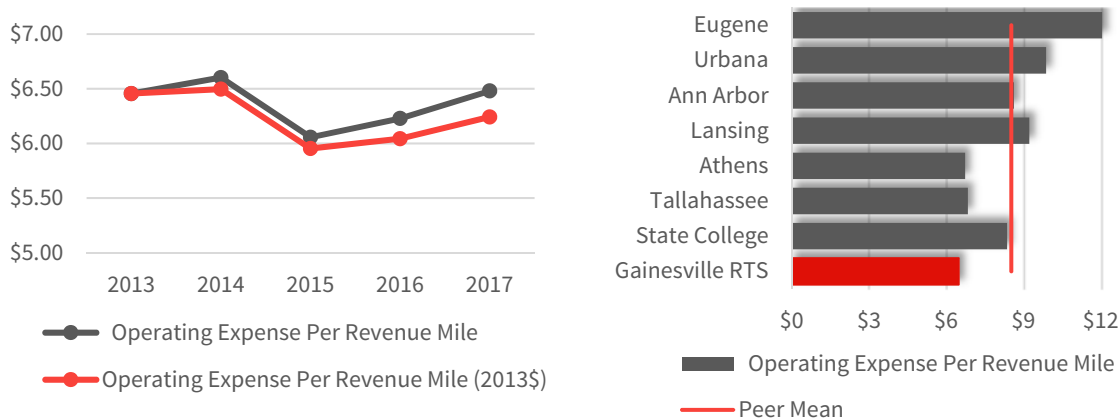 $7.00
$6.50
$6.00
$5.50
$5.00
2013 2014 2015 2016 2017
Operating Expense Per Revenue Mile
Operating Expense Per Revenue Mile (2013$)
Eugene
Urbana
Ann Arbor
Lansing
Athens
Tallahassee
State College
Gainesville RTS
$0 $3 $6 $9 $12
Operating Expense Per Revenue Mile
Peer Mean